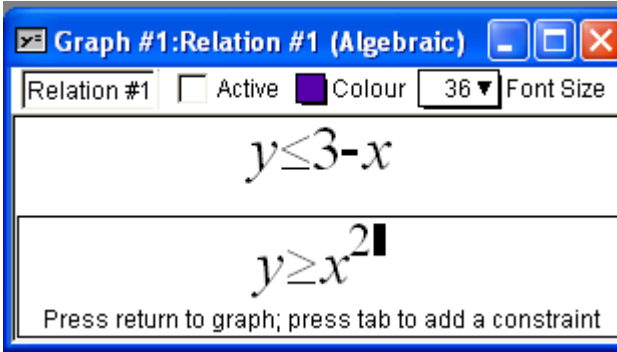 Graph #1:Relation #1 (Algebraic)
Relation #1 Active Colour 36 Font Size
y≤3-x
y≥x²
Press return to graph; press tab to add a constraint